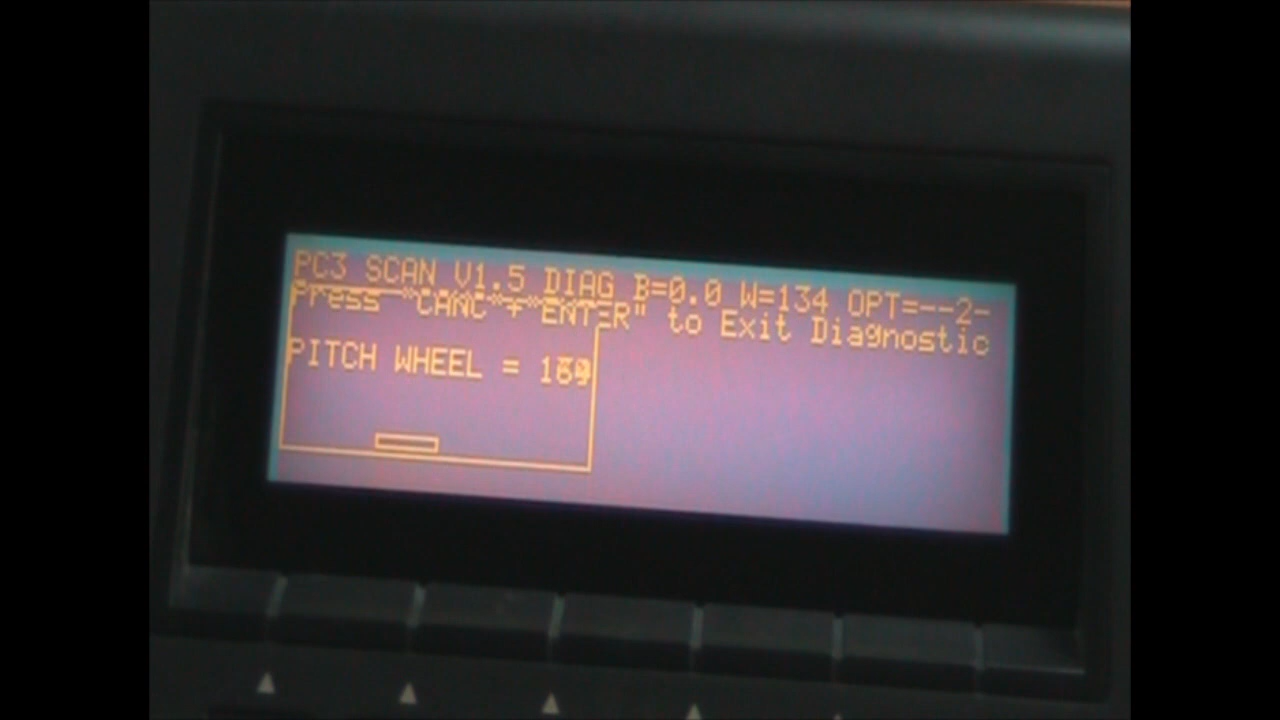 PC3 SCAN V1.5 DIAG B=0.0 W=134 OPT=--2-
Press "CANC"+"ENTER" to Exit Diagnostic
PITCH WHEEL =